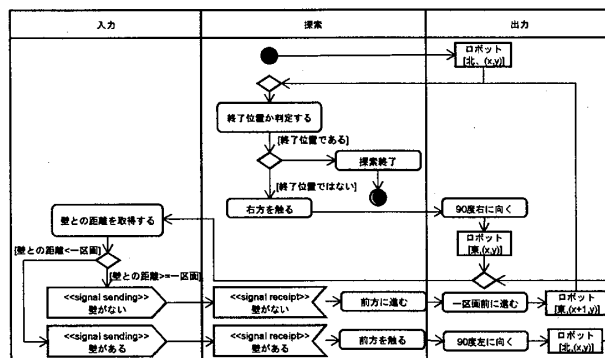 入力
探索
出力
ロボット
[北、(x,y)]
終了位置か判定する
[終了位置である]
探索終了
[終了位置ではない]
壁との距離を取得する
右方を触る
90度右に向く
[壁との距離<一区画]
ロボット
[東,(x,y)]
[壁との距離>=一区画]
<<signal sending>>
壁がない
<<signal receipt>>
壁がない
前方に進む
一区画前に進む
ロボット
[東,(x+1,y)]
<<signal sending>>
壁がある
<<signal receipt>>
壁がある
前方を触る
90度左に向く
ロボット
[北,(x,y)]